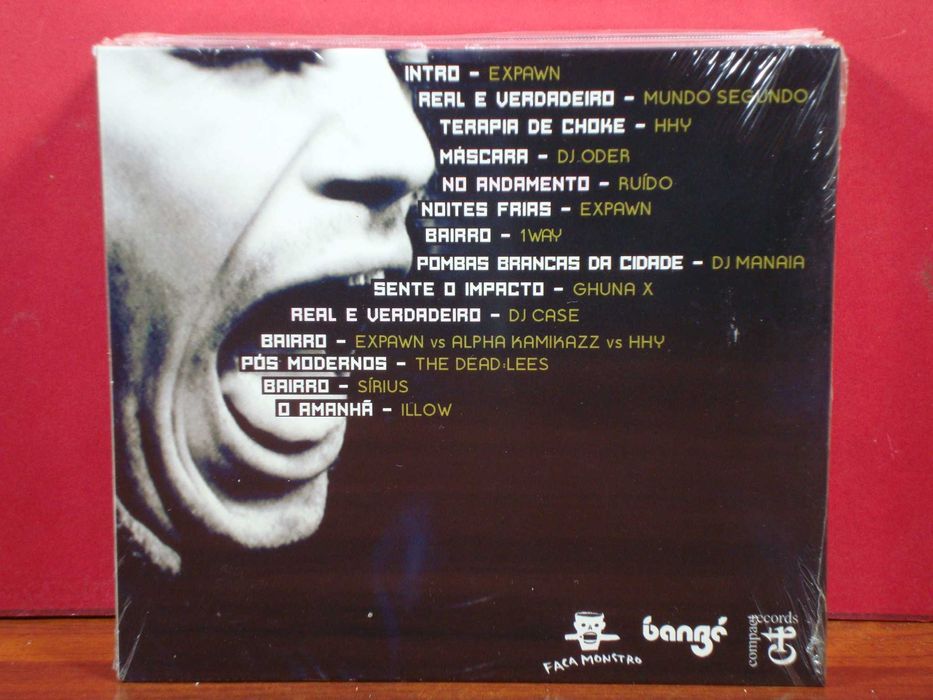 INTRO - EXPAWN
REAL E VERDADEIRO - MUNDO SEGUNDO
TERAPIA DE CHOKE - HHY
MÁSCARA - DJ ODER
NO ANDAMENTO - RUÍDO
NOITES FRIAS - EXPAWN
BAIRRO - 1WAY
POMBAS BRANCAS DA CIDADE - DJ MANAIA
SENTE O IMPACTO - GHUNA X
REAL E VERDADEIRO - DJ CASE
BAIRRO - EXPAWN vs ALPHA KAMIKAZZ vs HHY
PÓS MODERNOS - THE DEAD:LEES
BAIRRO - SÍRIUS
O AMANHÃ - ILLOW
FACA MONSTRO
bangé
compact records